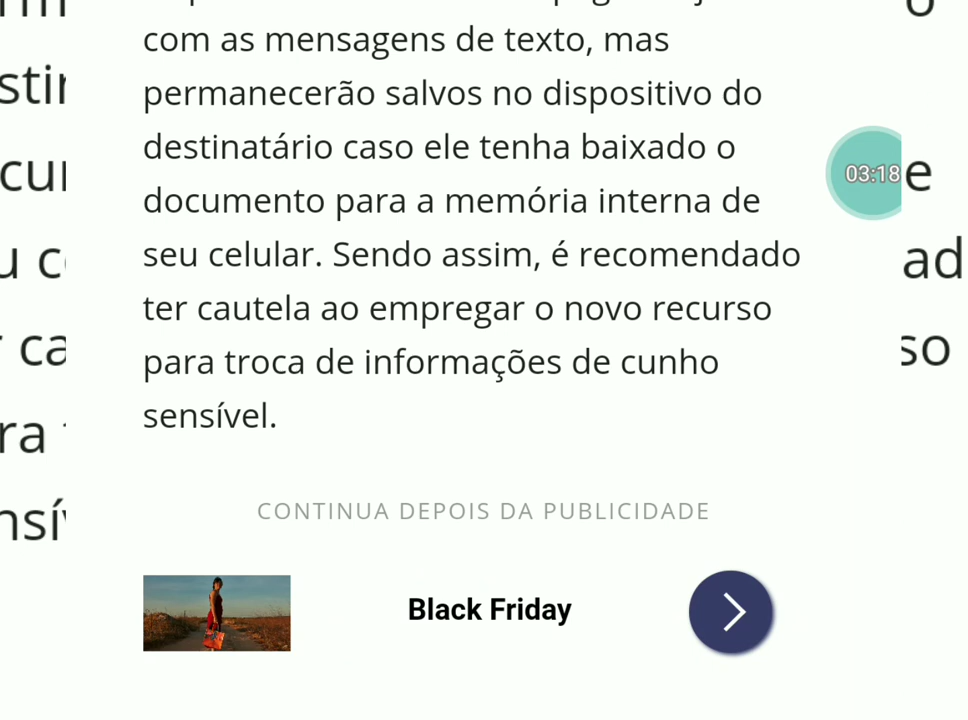 com as mensagens de texto, mas
permanecerão salvos no dispositivo do
destinatário caso ele tenha baixado o
documento para a memória interna de
seu celular. Sendo assim, é recomendado
ter cautela ao empregar o novo recurso
para troca de informações de cunho
sensível.
03:18
CONTINUA DEPOIS DA PUBLICIDADE
Black Friday